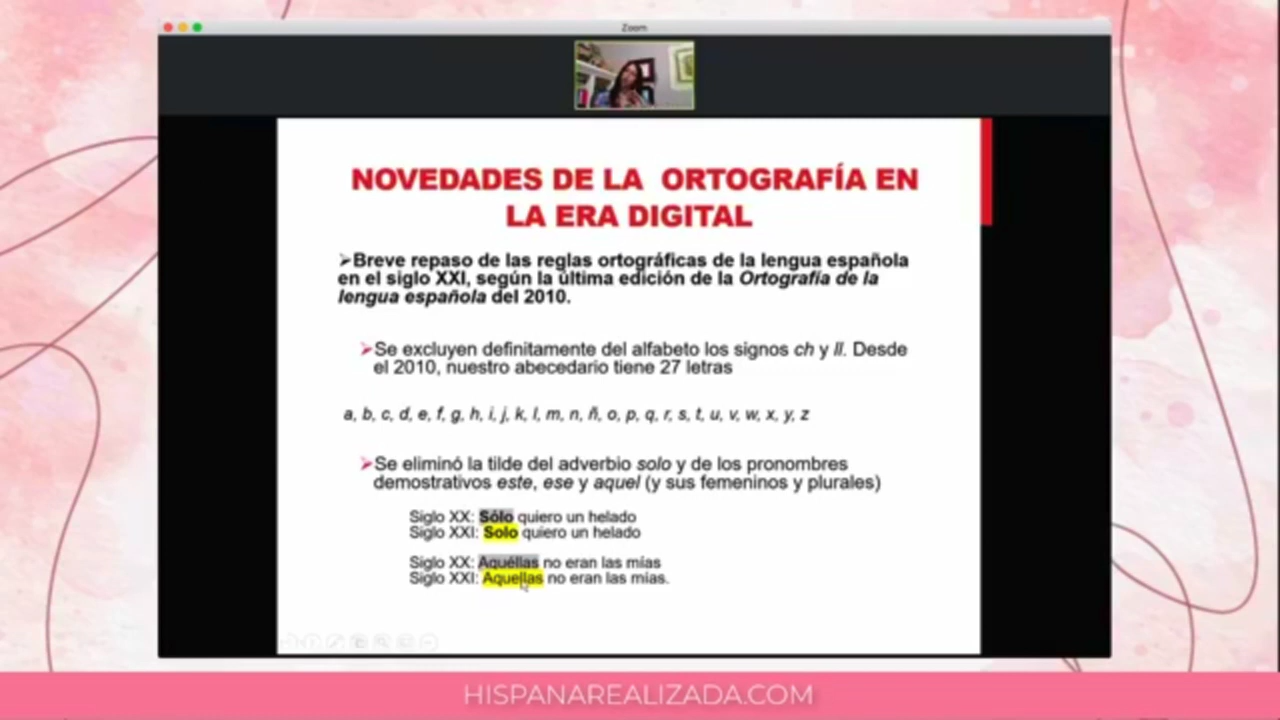 Zoom
NOVEDADES DE LA ORTOGRAFÍA EN
LA ERA DIGITAL
➢Breve repaso de las reglas ortográficas de la lengua española
en el siglo XXI, según la última edición de la Ortografía de la
lengua española del 2010.
➢Se excluyen definitamente del alfabeto los signos ch y ll. Desde
el 2010, nuestro abecedario tiene 27 letras
a, b, c, d, e, f, g, h, i, j, k, l, m, n, ñ, o, p, q, r, s, t, u, v, w, x, y, z
➢Se eliminó la tilde del adverbio solo y de los pronombres
demostrativos este, ese y aquel (y sus femeninos y plurales)
Siglo XX: Sólo quiero un helado
Siglo XXI: Solo quiero un helado
Siglo XX: Aquéllas no eran las mías
Siglo XXI: Aquellas no eran las mías.
HISPANAREALIZADA.COM